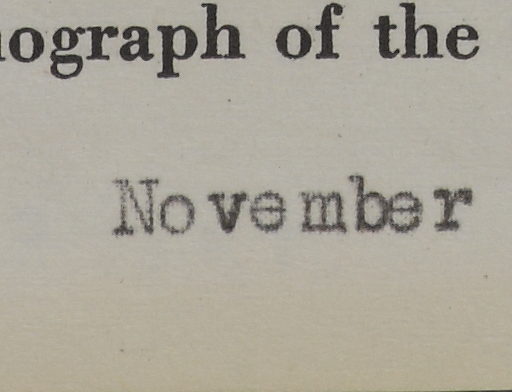 ograph of the
November